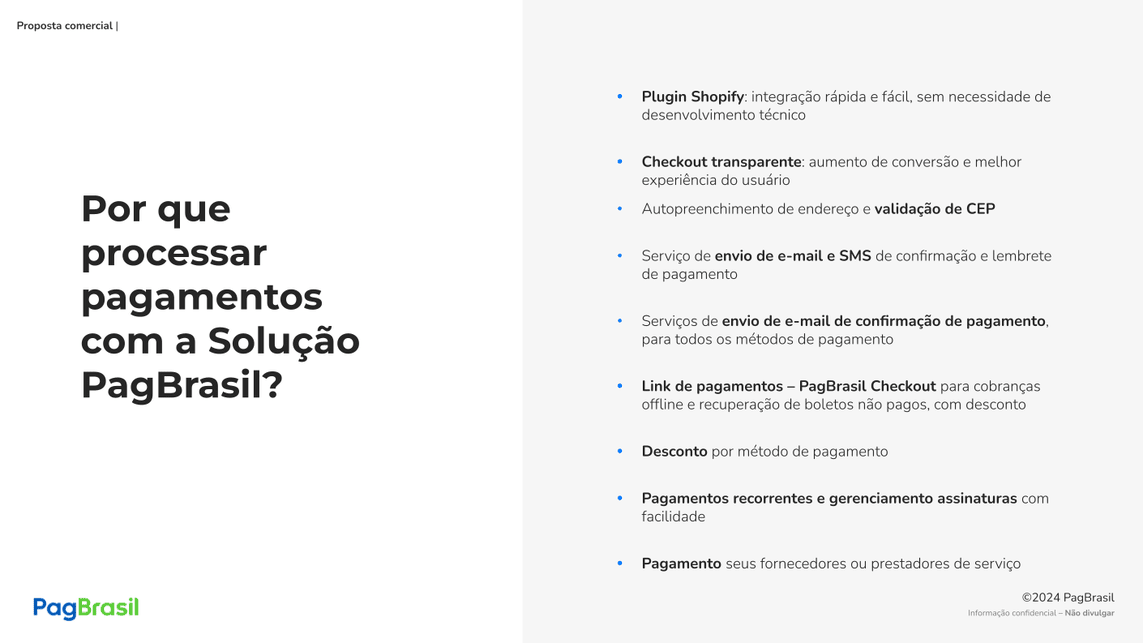 Proposta comercial |
Por que
processar
pagamentos
com a Solução
PagBrasil?
• Plugin Shopify: integração rápida e fácil, sem necessidade de
desenvolvimento técnico
• Checkout transparente: aumento de conversão e melhor
experiência do usuário
• Autopreenchimento de endereço e validação de CEP
• Serviço de envio de e-mail e SMS de confirmação e lembrete
de pagamento
• Serviços de envio de e-mail de confirmação de pagamento,
para todos os métodos de pagamento
• Link de pagamentos – PagBrasil Checkout para cobranças
offline e recuperação de boletos não pagos, com desconto
• Desconto por método de pagamento
• Pagamentos recorrentes e gerenciamento assinaturas com
facilidade
• Pagamento seus fornecedores ou prestadores de serviço
PagBrasil
©2024 PagBrasil
Informação confidencial – Não divulgar